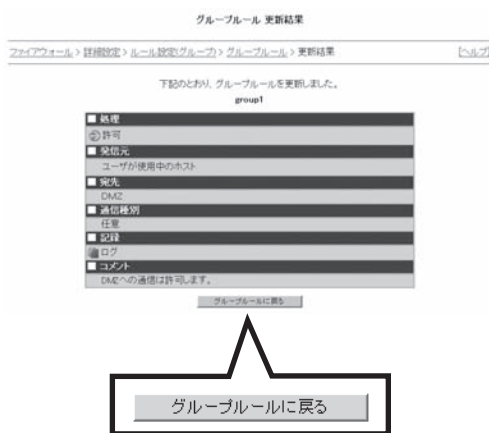 グループルール 更新結果
ファイアウォール > 詳細設定 > ルール設定(グループ) > グループルール > 更新結果 [ヘルプ]
下記のとおり、グループルールを更新しました。
group1
■ 処理
許可
■ 発信元
ユーザが使用中のホスト
■ 宛先
DMZ
■ 通信種別
任意
■ 記録
ログ
■ コメント
DMZへの通信は許可します。
グループルールに戻る
グループルールに戻る